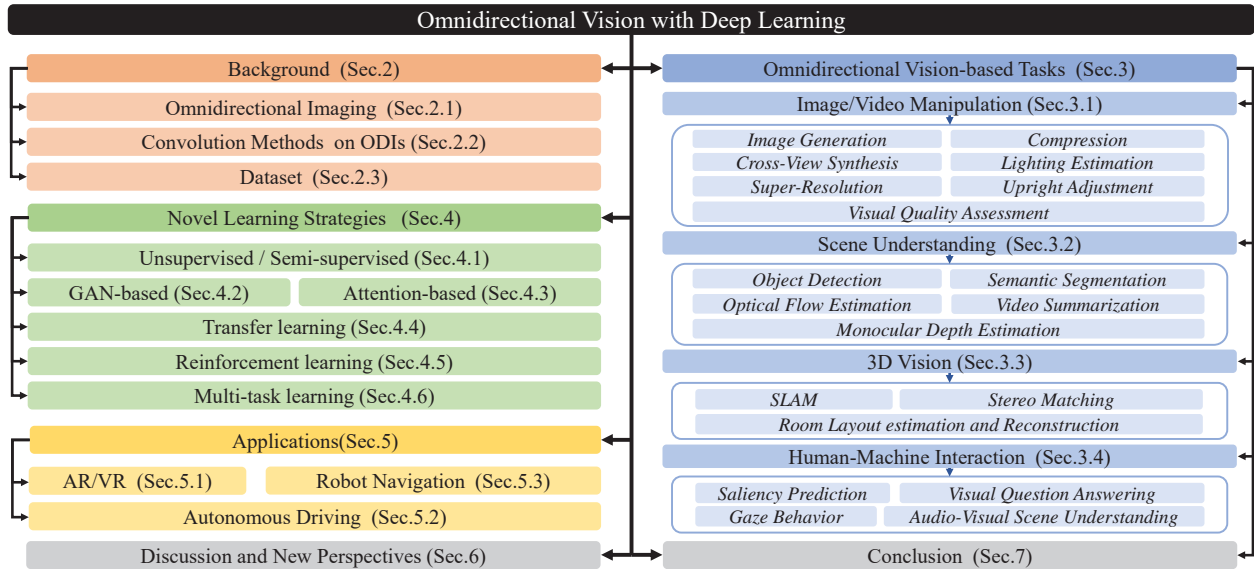 Omnidirectional Vision with Deep Learning
Background (Sec.2)
Omnidirectional Imaging (Sec.2.1)
Convolution Methods on ODIs (Sec.2.2)
Dataset (Sec.2.3)
Novel Learning Strategies (Sec.4)
Unsupervised / Semi-supervised (Sec.4.1)
GAN-based (Sec.4.2) Attention-based (Sec.4.3)
Transfer learning (Sec.4.4)
Reinforcement learning (Sec.4.5)
Multi-task learning (Sec.4.6)
Applications(Sec.5)
AR/VR (Sec.5.1) Robot Navigation (Sec.5.3)
Autonomous Driving (Sec.5.2)
Discussion and New Perspectives (Sec.6)
Omnidirectional Vision-based Tasks (Sec.3)
Image/Video Manipulation (Sec.3.1)
Image Generation Compression
Cross-View Synthesis Lighting Estimation
Super-Resolution Upright Adjustment
Visual Quality Assessment
Scene Understanding (Sec.3.2)
Object Detection Semantic Segmentation
Optical Flow Estimation Video Summarization
Monocular Depth Estimation
3D Vision (Sec.3.3)
SLAM Stereo Matching
Room Layout estimation and Reconstruction
Human-Machine Interaction (Sec.3.4)
Saliency Prediction Visual Question Answering
Gaze Behavior Audio-Visual Scene Understanding
Conclusion (Sec.7)